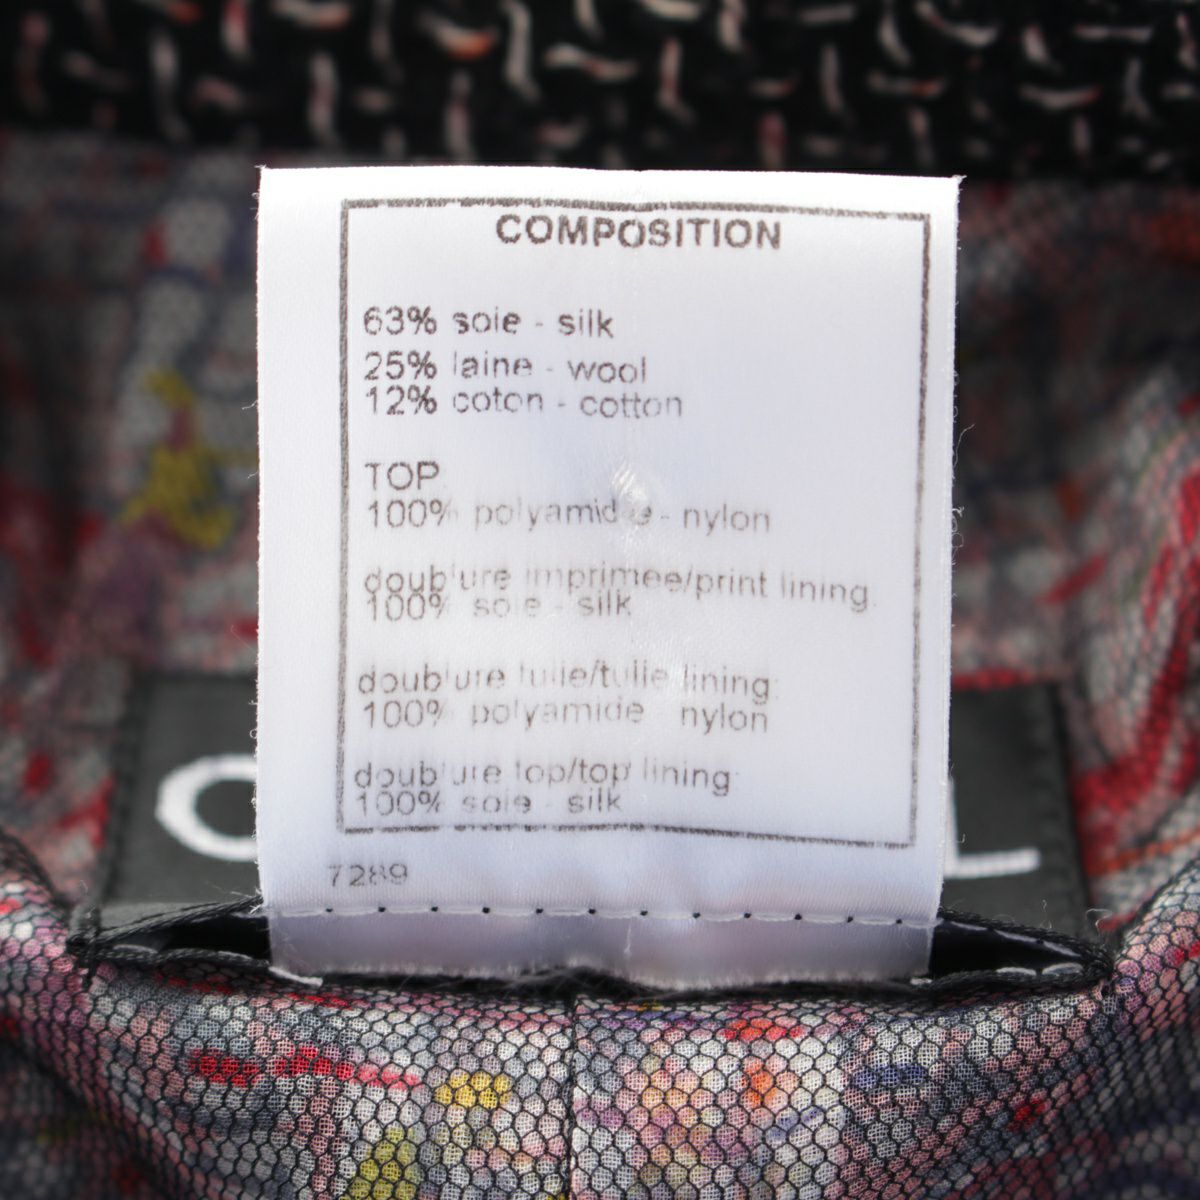 COMPOSITION
63% soie - silk
25% laine - wool
12% coton - cotton
TOP
100% polyamide - nylon
doublure imprimee/print lining
100% soie - silk
doublure tulle/tulle lining:
100% polyamide nylon
doublure top/top lining
100% soie - silk
7289